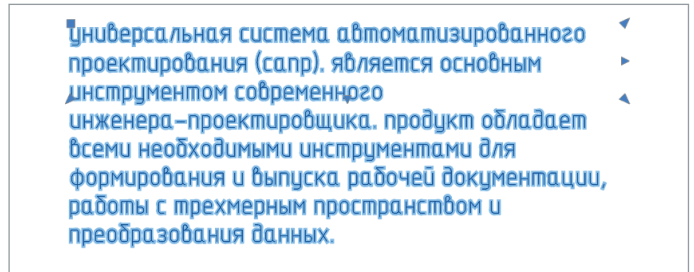 универсальная система автоматизированного
проектирования (сапр). является основным
инструментом современного
инженера-проектировщика. продукт обладает
всеми необходимыми инструментами для
формирования и выпуска рабочей документации,
работы с трехмерным пространством и
преобразования данных.